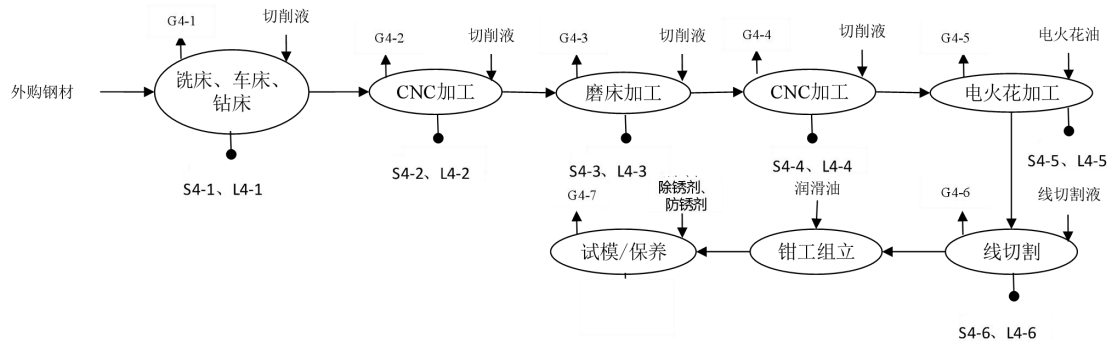 G4-1
切削液
G4-2
切削液
G4-3
切削液
G4-4
切削液
G4-5
电火花油
外购钢材
铣床、车床、
钻床
CNC加工
磨床加工
CNC加工
电火花加工
S4-1、L4-1
S4-2、L4-2
S4-3、L4-3
S4-4、L4-4
S4-5、L4-5
G4-7
除锈剂、
防锈剂
润滑油
G4-6
线切割液
试模/保养
钳工组立
线切割
S4-6、L4-6